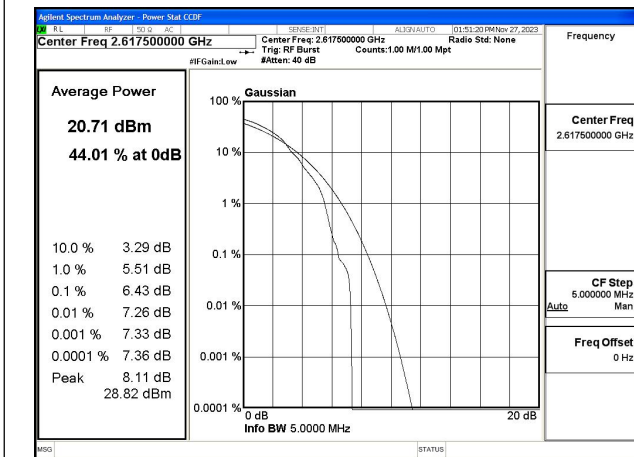 Agilent Spectrum Analyzer - Power Stat CCDF
LXI RL RF 50 Ω AC SENSE:INT ALIGN AUTO 01:51:20 PM Nov 27, 2023
Center Freq 2.617500000 GHz
Center Freq: 2.617500000 GHz Radio Std: None
Trig: RF Burst Counts:1.00 M/1.00 Mpt
#IFGain:Low #Atten: 40 dB
Frequency
Average Power
20.71 dBm
44.01 % at 0dB
10.0 % 3.29 dB
1.0 % 5.51 dB
0.1 % 6.43 dB
0.01 % 7.26 dB
0.001 % 7.33 dB
0.0001 % 7.36 dB
Peak 8.11 dB
28.82 dBm
Gaussian
100 %
10 %
1 %
0.1 %
0.01 %
0.001 %
0.0001 %
0 dB 20 dB
Info BW 5.0000 MHz
Center Freq
2.617500000 GHz
CF Step
5.000000 MHz
Auto Man
Freq Offset
0 Hz
MSG STATUS